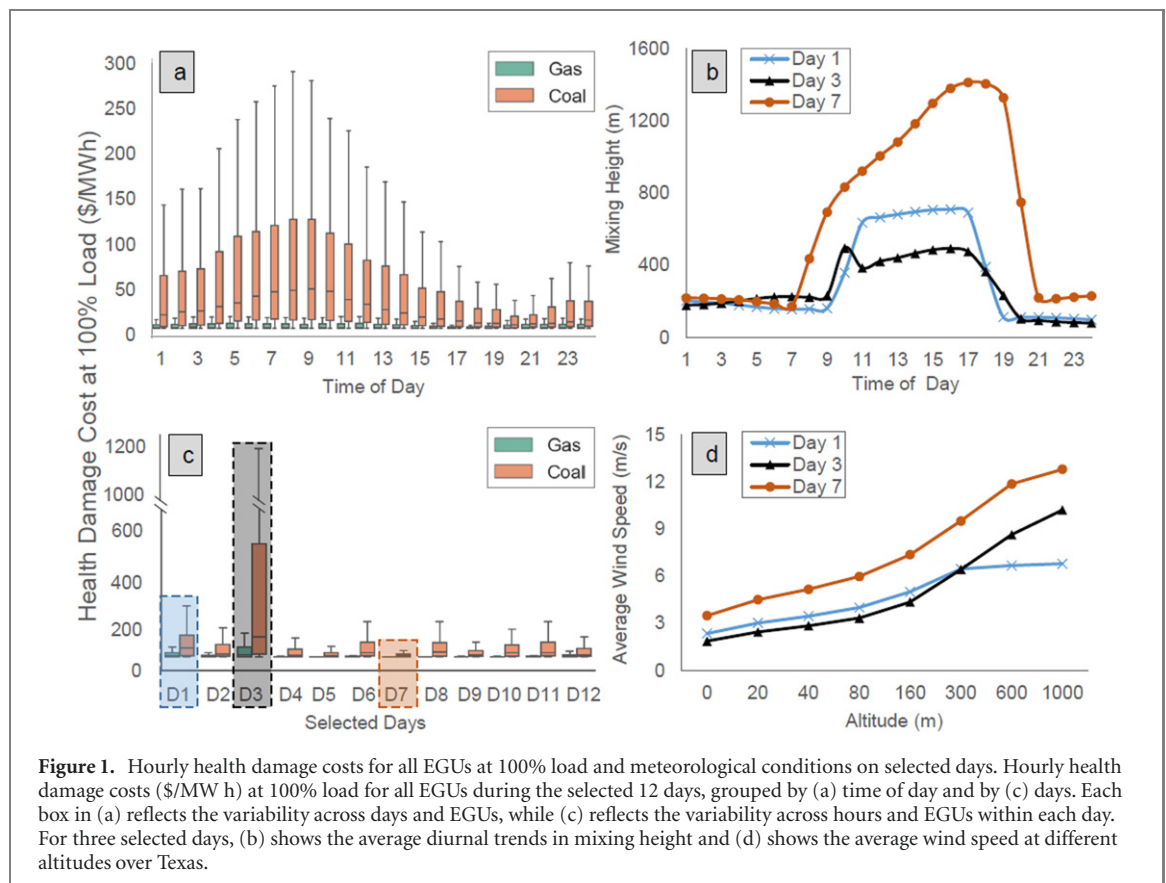 Health Damage Cost at 100% Load ($/MWh)
a
Gas
Coal
300
250
200
150
100
50
0
1 3 5 7 9 11 13 15 17 19 21 23
Time of Day
b
Day 1
Day 3
Day 7
Mixing Height (m)
1600
1200
800
400
0
1 3 5 7 9 11 13 15 17 19 21 23
Time of Day
c
Gas
Coal
1200
1000
600
400
200
0
D1 D2 D3 D4 D5 D6 D7 D8 D9 D10 D11 D12
Selected Days
d
Day 1
Day 3
Day 7
Average Wind Speed (m/s)
15
12
9
6
3
0
0 20 40 80 160 300 600 1000
Altitude (m)
Figure 1. Hourly health damage costs for all EGUs at 100% load and meteorological conditions on selected days. Hourly health
damage costs ($/MW h) at 100% load for all EGUs during the selected 12 days, grouped by (a) time of day and by (c) days. Each
box in (a) reflects the variability across days and EGUs, while (c) reflects the variability across hours and EGUs within each day.
For three selected days, (b) shows the average diurnal trends in mixing height and (d) shows the average wind speed at different
altitudes over Texas.